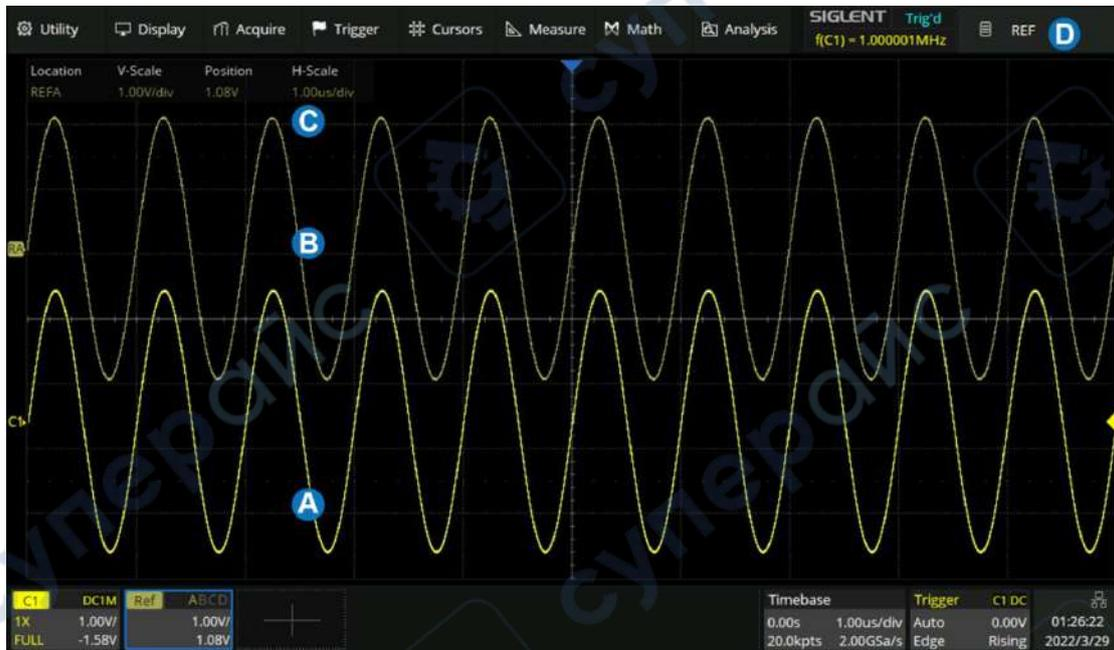 Utility Display Acquire Trigger Cursors Measure Math Analysis SIGLENT Trig'd REF D
f(C1) = 1.000001MHz
Location V-Scale Position H-Scale
REFA 1.00V/div 1.08V 1.00us/div
C
RA B
C1
A
C1 DC1M Ref ABCD Timebase Trigger C1 DC
1X 1.00V/ 1.00V/ 0.00s 1.00us/div Auto 0.00V 01:26:22
FULL -1.58V 1.08V 20.0kpts 2.00GSa/s Edge Rising 2022/3/29
суперайс
суперайс